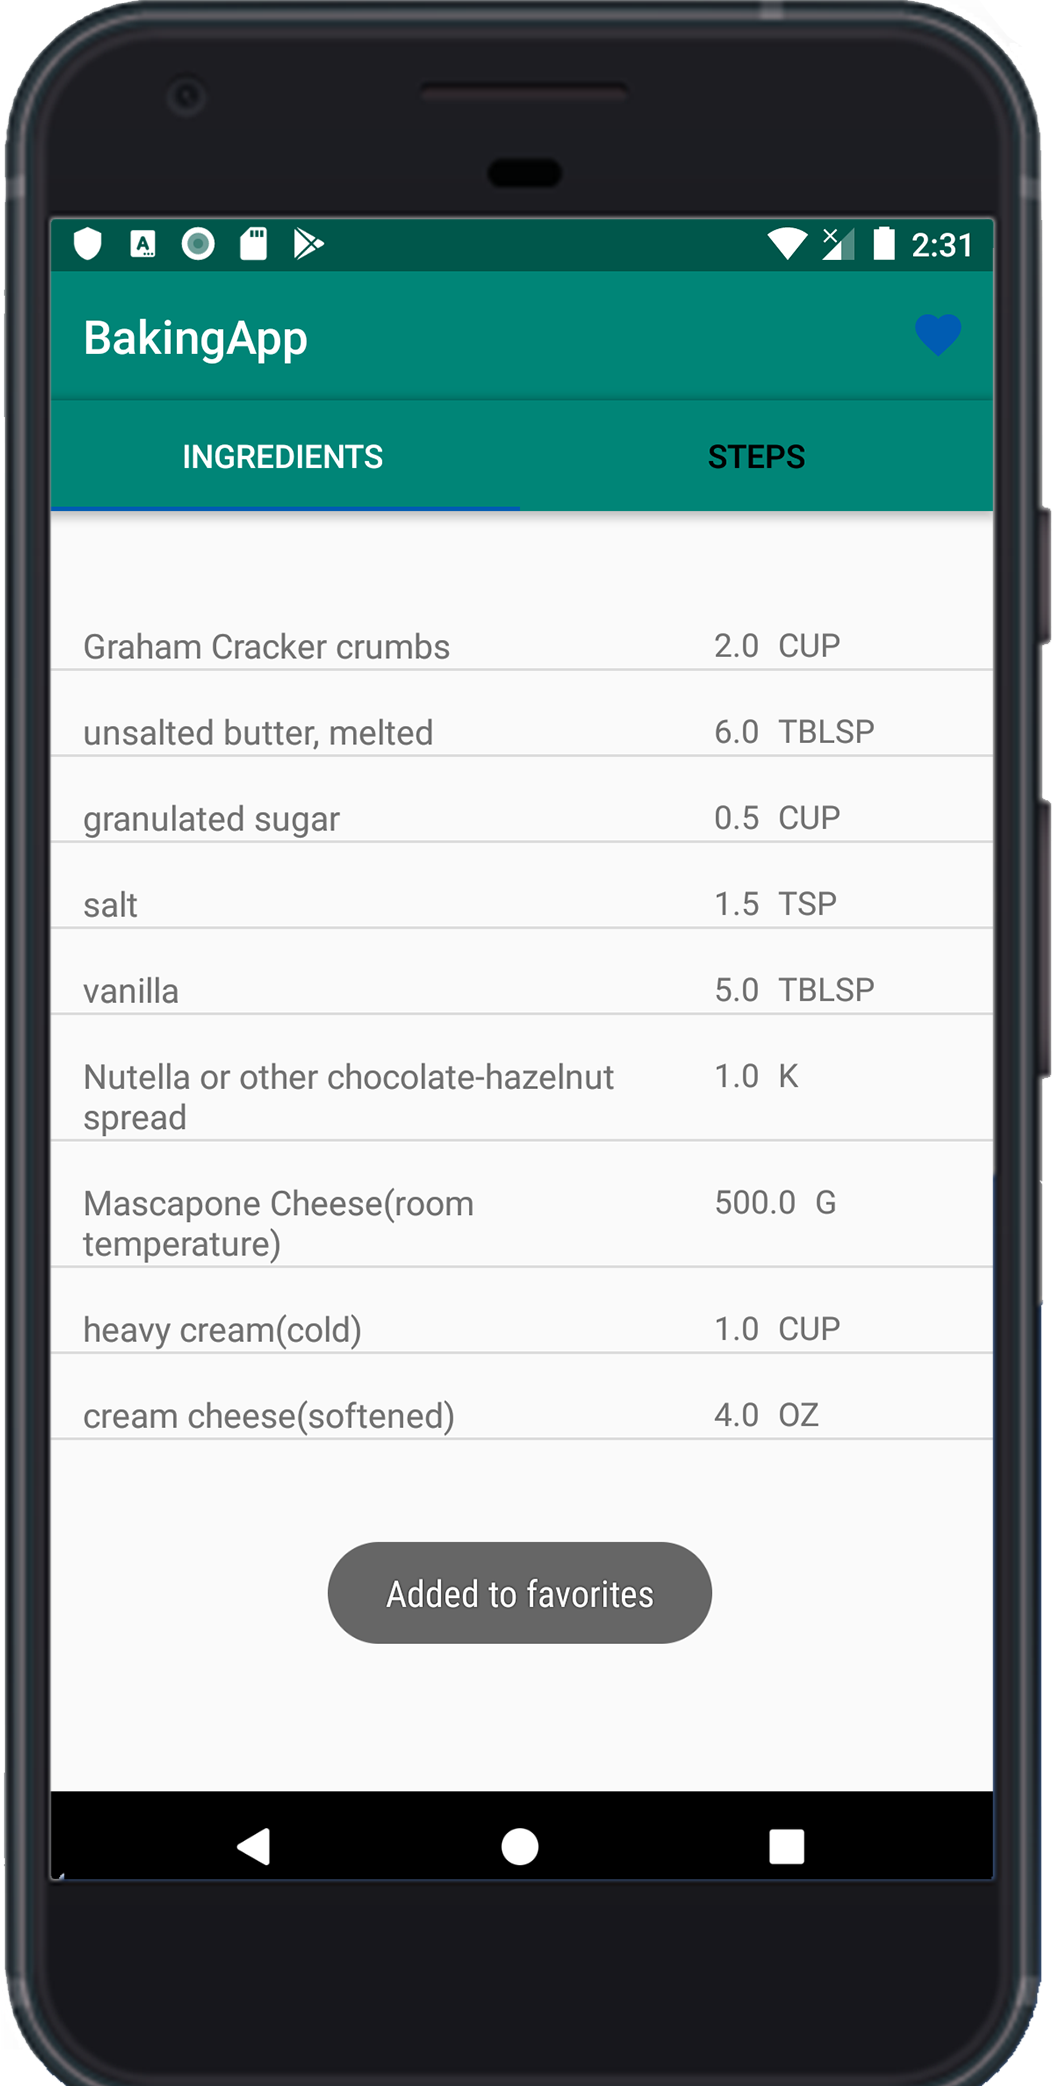 2:31
BakingApp
INGREDIENTS STEPS
Graham Cracker crumbs 2.0 CUP
unsalted butter, melted 6.0 TBLSP
granulated sugar 0.5 CUP
salt 1.5 TSP
vanilla 5.0 TBLSP
Nutella or other chocolate-hazelnut 1.0 K
spread
Mascapone Cheese(room 500.0 G
temperature)
heavy cream(cold) 1.0 CUP
cream cheese(softened) 4.0 OZ
Added to favorites